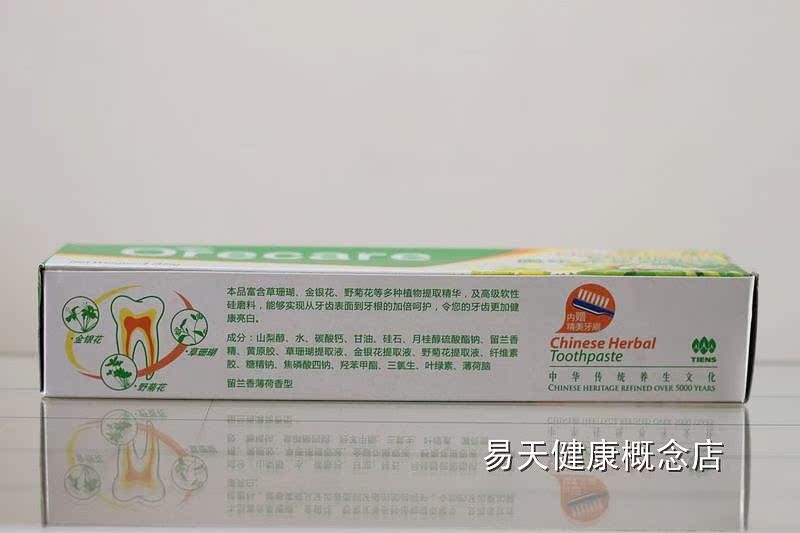 Orecare
·金银花
·草珊瑚
·野菊花
本品富含草珊瑚、金银花、野菊花等多种植物提取精华，及高级软性
硅磨料，能够实现从牙齿表面到牙根的加倍呵护，令您的牙齿更加健
康亮白。
成分：山梨醇、水、碳酸钙、甘油、硅石、月桂醇硫酸酯钠、留兰香
精、黄原胶、草珊瑚提取液、金银花提取液、野菊花提取液、纤维素
胶、糖精钠、焦磷酸四钠、羟苯甲酯、三氯生、叶绿素、薄荷脑
留兰香薄荷香型
内赠
精美牙刷
Chinese Herbal
Toothpaste
TIENS
中华传统养生文化
CHINESE HERITAGE REFINED OVER 5000 YEARS
易天健康概念店